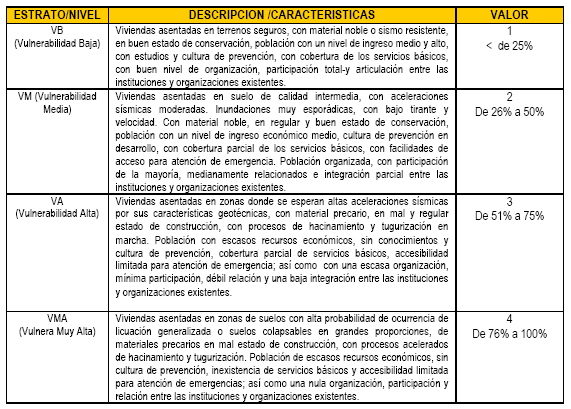 ESTRATO/NIVEL DESCRIPCION /CARACTERISTICAS VALOR
VB
(Vulnerabilidad Baja)
Viviendas asentadas en terrenos seguros, con material noble o sismo resistente,
en buen estado de conservación, población con un nivel de ingreso medio y alto,
con estudios y cultura de prevención, con cobertura de los servicios básicos,
con buen nivel de organización, participación total-y articulación entre las
instituciones y organizaciones existentes.
1
< de 25%
VM (Vulnerabilidad
Media)
Viviendas asentadas en suelo de calidad intermedia, con aceleraciones
sísmicas moderadas. Inundaciones muy esporádicas, con bajo tirante y
velocidad. Con material noble, en regular y buen estado de conservación,
población con un nivel de ingreso económico medio, cultura de prevención en
desarrollo, con cobertura parcial de los servicios básicos, con facilidades de
acceso para atención de emergencia. Población organizada, con participación
de la mayoría, medianamente relacionados e integración parcial entre las
instituciones y organizaciones existentes.
2
De 26% a 50%
VA
(Vulnerabilidad Alta)
Viviendas asentadas en zonas donde se esperan altas aceleraciones sísmicas
por sus características geotécnicas, con material precario, en mal y regular
estado de construcción, con procesos de hacinamiento y tugurización en
marcha. Población con escasos recursos económicos, sin conocimientos y
cultura de prevención, cobertura parcial de servicios básicos, accesibilidad
limitada para atención de emergencia; así como con una escasa organización,
mínima participación, débil relación y una baja integración entre las instituciones
y organizaciones existentes.
3
De 51% a 75%
VMA
(Vulnera Muy Alta)
Viviendas asentadas en zonas de suelos con alta probabilidad de ocurrencia de
licuación generalizada o suelos colapsables en grandes proporciones, de
materiales precarios en mal estado de construcción, con procesos acelerados
de hacinamiento y tugurización. Población de escasos recursos económicos, sin
cultura de prevención, inexistencia de servicios básicos y accesibilidad limitada
para atención de emergencias; así como una nula organización, participación y
relación entre las instituciones y organizaciones existentes.
4
De 76% a 100%